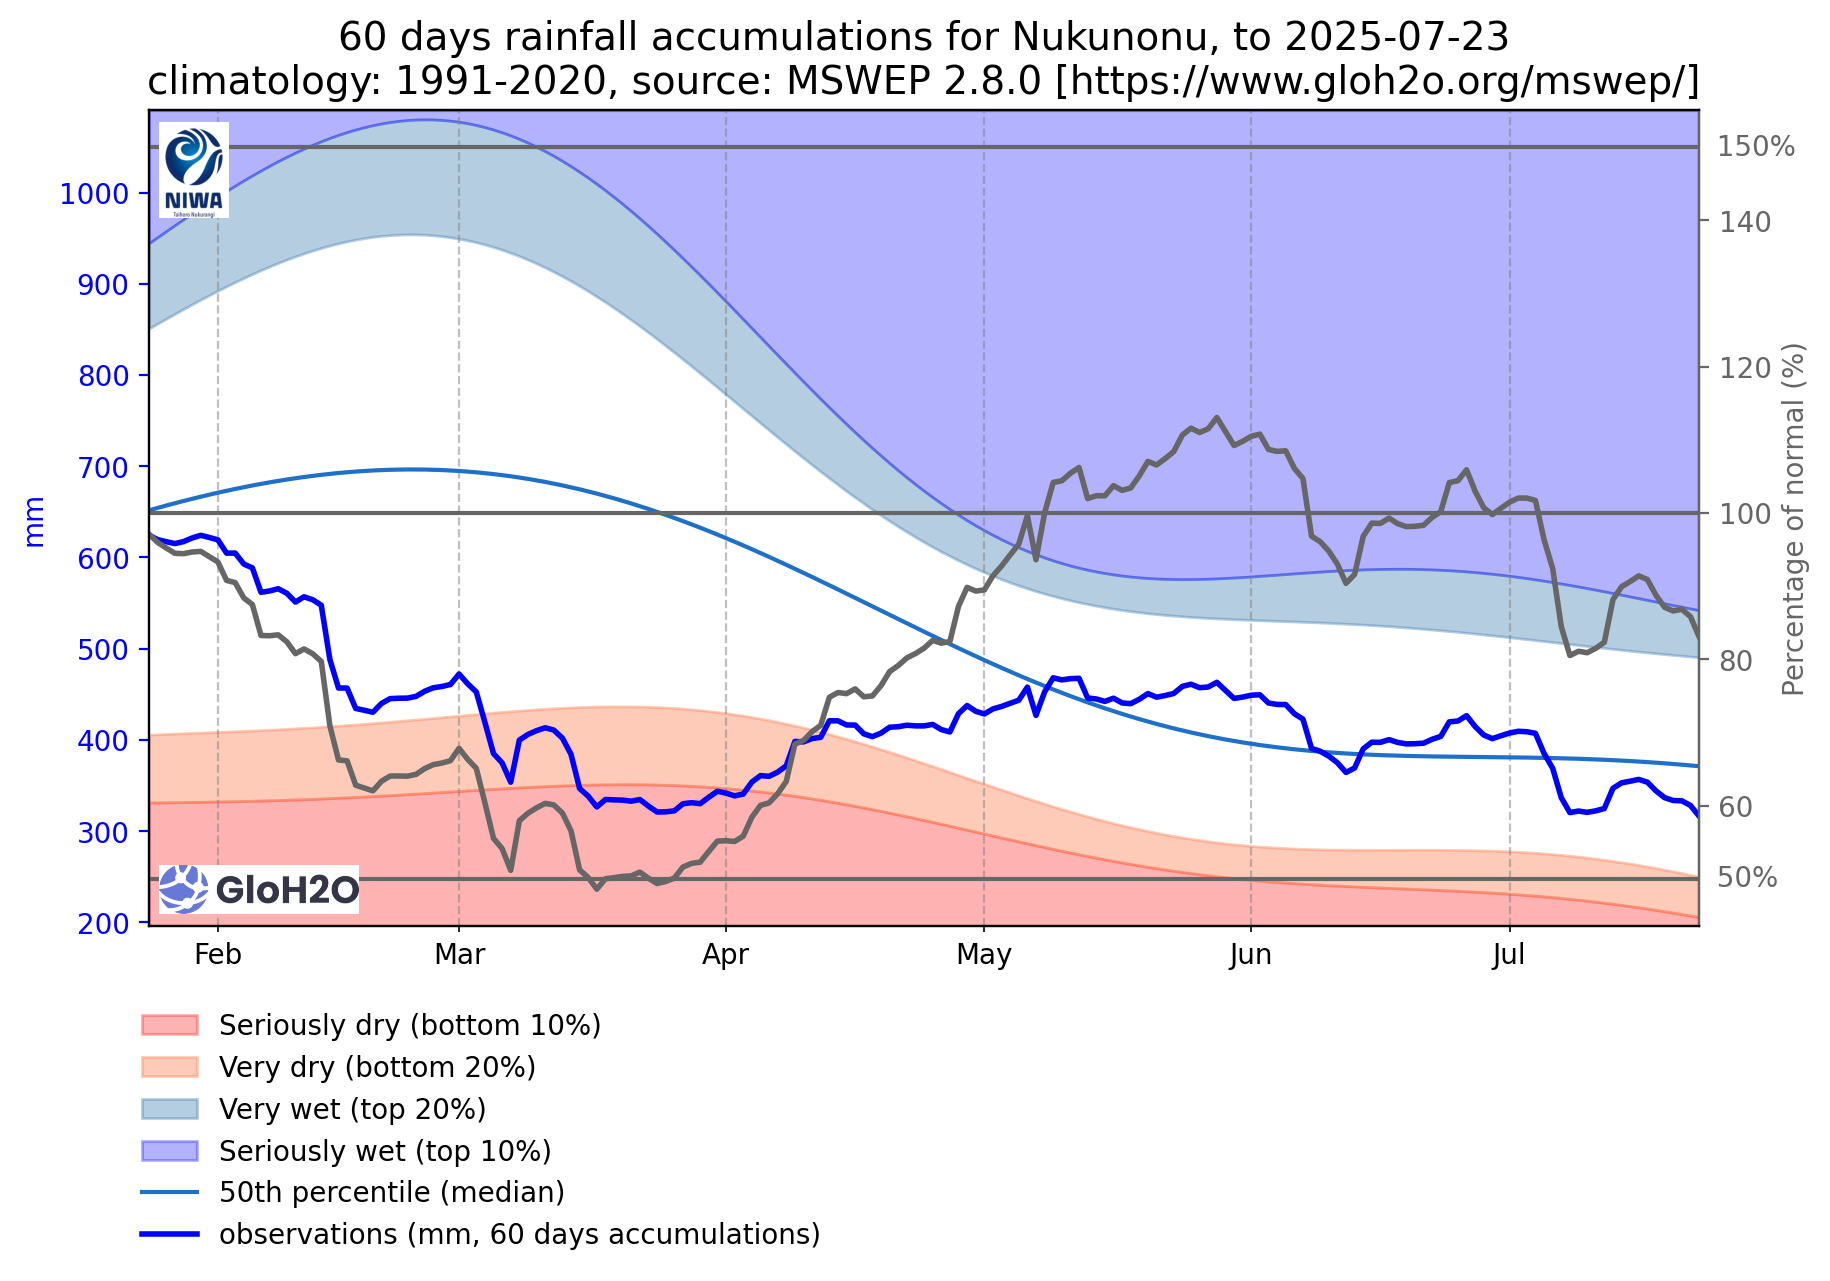 60 days rainfall accumulations for Nukunonu, to 2025-07-23
climatology: 1991-2020, source: MSWEP 2.8.0 [https://www.gloh2o.org/mswep/]
NIWA
Taihoro Nukurangi
mm
1000
900
800
700
600
500
400
300
200
150%
140
120
100
80
60
50%
Percentage of normal (%)
GloH2O
Feb
Mar
Apr
May
Jun
Jul
Seriously dry (bottom 10%)
Very dry (bottom 20%)
Very wet (top 20%)
Seriously wet (top 10%)
50th percentile (median)
observations (mm, 60 days accumulations)